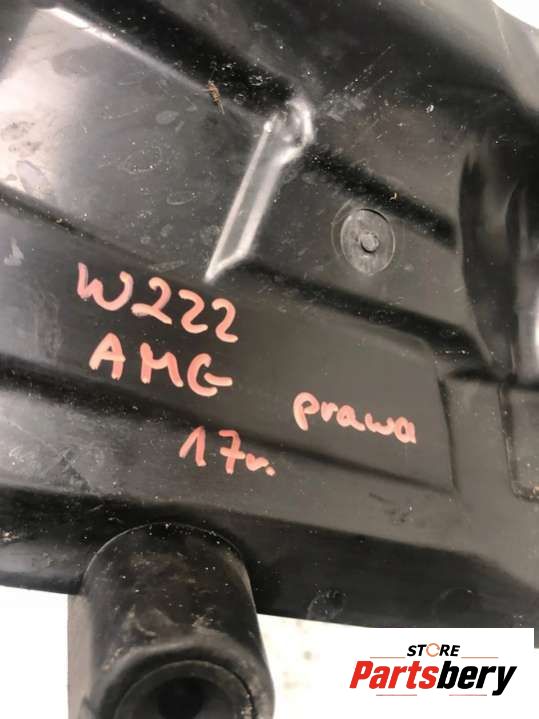 W222
AMG prawa
17r.
STORE
Partsbery